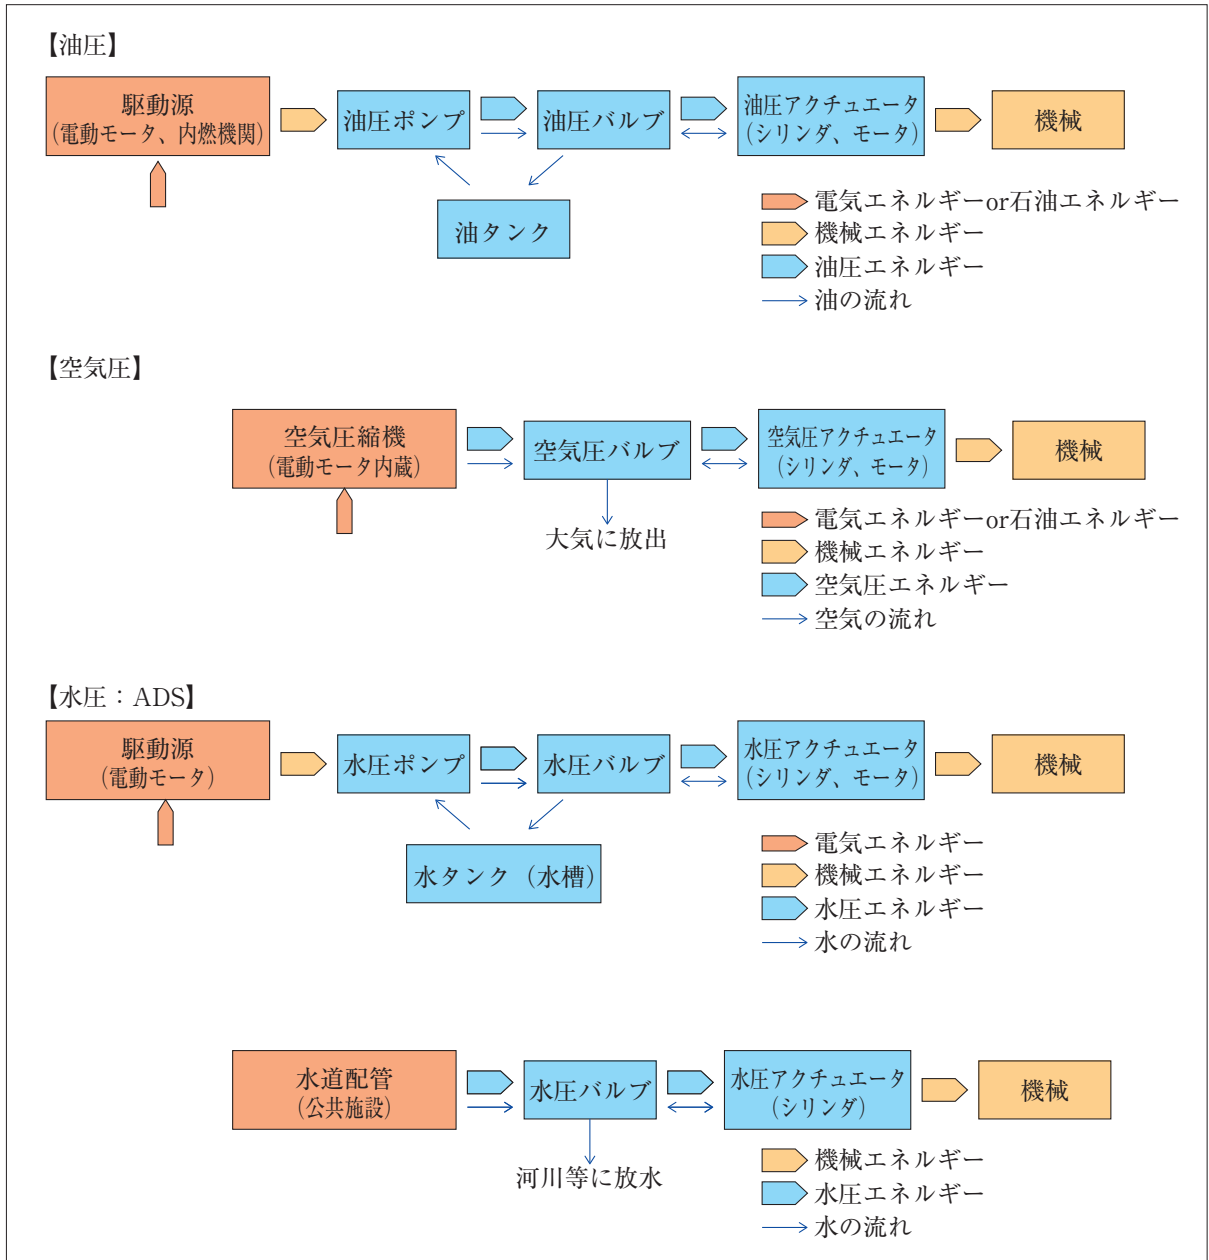 【油圧】
駆動源
(電動モータ、内燃機関)
油圧ポンプ
油圧バルブ
油圧アクチュエータ
(シリンダ、モータ)
機械
油タンク
電気エネルギーor石油エネルギー
機械エネルギー
油圧エネルギー
油の流れ
【空気圧】
空気圧縮機
(電動モータ内蔵)
空気圧バルブ
空気圧アクチュエータ
(シリンダ、モータ)
機械
大気に放出
電気エネルギーor石油エネルギー
機械エネルギー
空気圧エネルギー
空気の流れ
【水圧：ADS】
駆動源
(電動モータ)
水圧ポンプ
水圧バルブ
水圧アクチュエータ
(シリンダ、モータ)
機械
水タンク（水槽）
電気エネルギー
機械エネルギー
水圧エネルギー
水の流れ
水道配管
(公共施設)
水圧バルブ
水圧アクチュエータ
(シリンダ)
機械
河川等に放水
機械エネルギー
水圧エネルギー
水の流れ